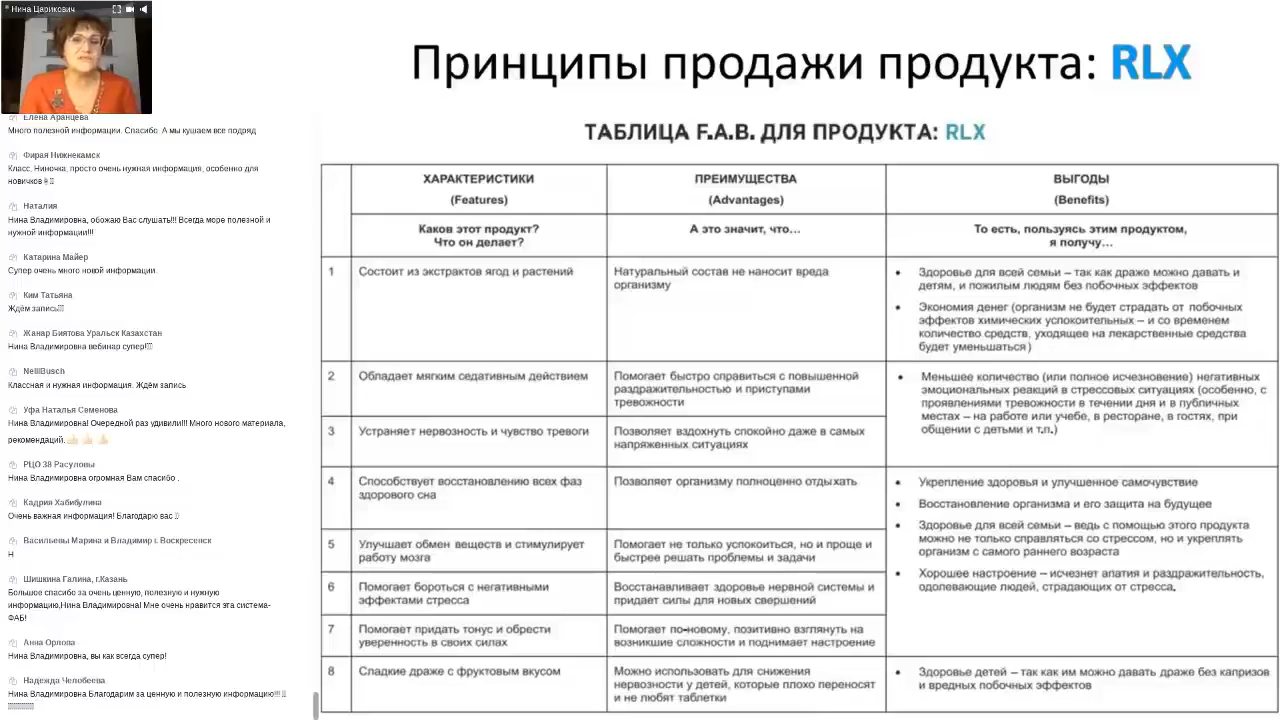 Нина Царикович
Елена Аранцева
Много полезной информации. Спасибо. А мы кушаем все подряд
Фирая Нижнекамск
Класс, Ниночка, просто очень нужная информация, особенно для
новичков
Наталия
Нина Владимировна, обожаю Вас слушать!!! Всегда море полезной и
нужной информации!!!
Катарина Майер
Супер очень много новой информации.
Ким Татьяна
Ждём запись
Жанар Биятова Уральск Казахстан
Нина Владимировна вебинар супер!
NelliBusch
Классная и нужная информация. Ждём запись
Уфа Наталья Семенова
Нина Владимировна! Очередной раз удивили!!! Много нового материала,
рекомендаций.
РЦО 38 Расуловы
Нина Владимировна огромная Вам спасибо .
Кадрия Хабибулина
Очень важная информация! Благодарю вас
Васильевы Марина и Владимир г. Воскресенск
Н
Шишкина Галина, г.Казань
Большое спасибо за очень ценную, полезную и нужную
информацию,Нина Владимировна! Мне очень нравится эта система-
ФАБ!
Анна Орлова
Нина Владимировна, вы как всегда супер!
Надежда Челобеева
Нина Владимировна Благодарим за ценную и полезную информацию!!!
Принципы продажи продукта: RLX
ТАБЛИЦА F.A.B. ДЛЯ ПРОДУКТА: RLX
ХАРАКТЕРИСТИКИ
(Features)
ПРЕИМУЩЕСТВА
(Advantages)
ВЫГОДЫ
(Benefits)
Каков этот продукт?
Что он делает?
А это значит, что...
То есть, пользуясь этим продуктом,
я получу...
1
Состоит из экстрактов ягод и растений
Натуральный состав не наносит вреда
организму
• Здоровье для всей семьи – так как драже можно давать и
детям, и пожилым людям без побочных эффектов
• Экономия денег (организм не будет страдать от побочных
эффектов химических успокоительных – и со временем
количество средств, уходящее на лекарственные средства
будет уменьшаться)
2
Обладает мягким седативным действием
Помогает быстро справиться с повышенной
раздражительностью и приступами
тревожности
• Меньшее количество (или полное исчезновение) негативных
эмоциональных реакций в стрессовых ситуациях (особенно, с
проявлениями тревожности в течении дня и в публичных
местах – на работе или учебе, в ресторане, в гостях, при
общении с детьми и т.п.)
3
Устраняет нервозность и чувство тревоги
Позволяет вздохнуть спокойно даже в самых
напряженных ситуациях
4
Способствует восстановлению всех фаз
здорового сна
Позволяет организму полноценно отдыхать
• Укрепление здоровья и улучшенное самочувствие
• Восстановление организма и его защита на будущее
• Здоровье для всей семьи – ведь с помощью этого продукта
можно не только справляться со стрессом, но и укреплять
организм с самого раннего возраста
• Хорошее настроение – исчезнет апатия и раздражительность,
одолевающие людей, страдающих от стресса.
5
Улучшает обмен веществ и стимулирует
работу мозга
Помогает не только успокоиться, но и проще и
быстрее решать проблемы и задачи
6
Помогает бороться с негативными
эффектами стресса
Восстанавливает здоровье нервной системы и
придает силы для новых свершений
7
Помогает придать тонус и обрести
уверенность в своих силах
Помогает по-новому, позитивно взглянуть на
возникшие сложности и поднимает настроение
8
Сладкие драже с фруктовым вкусом
Можно использовать для снижения
нервозности у детей, которые плохо переносят
и не любят таблетки
• Здоровье детей – так как им можно давать драже без капризов
и вредных побочных эффектов